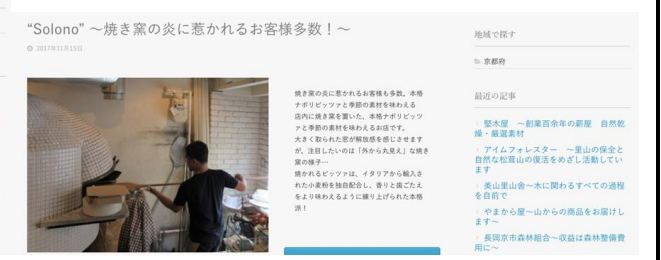 “Solono” ～焼き窯の炎に惹かれるお客様多数！～
2017年11月15日
焼き窯の炎に惹かれるお客様も多数。本格
ナポリピッツァと季節の素材を味わえる
店内に焼き窯を置いた。本格ナポリピッツ
ァと季節の素材を味わえるお店です。
大きく取られた窓が解放感を感じさせます
が、注目したいのは「外から丸見え」な焼き
窯の様子…
焼かれるピッツァは、イタリアから輸入さ
れた小麦粉を独自配合し、香りと歯ごたえ
をより味わえるように練り上げられた本格
派！
地域で探す
京都府
最近の記事
堅木屋　～創業百余年の薪屋　自然乾
燥・厳選素材
アイムフォレスター　～里山の保全と
自然な松茸山の復活をめざし活動してい
ます
美山里山舎～木に関わるすべての過程
を自前で
やまから屋～山からの商品をお届けし
ます～
長岡京市森林組合～収益は森林整備費
用に～